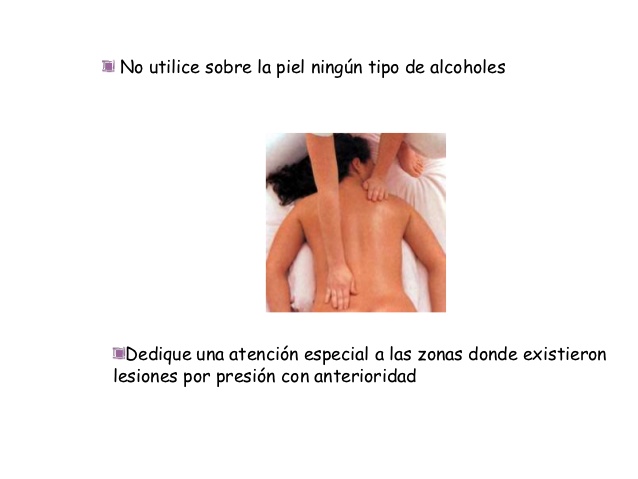 No utilice sobre la piel ningún tipo de alcoholes
Dedique una atención especial a las zonas donde existieron
lesiones por presión con anterioridad